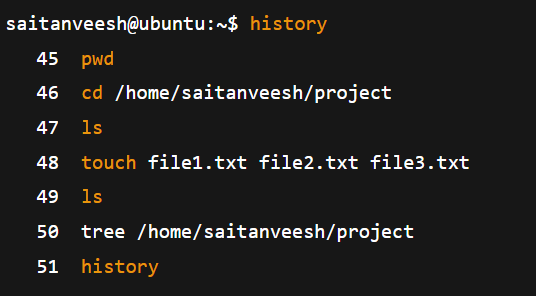 saitanveesh@ubuntu:~$ history
45 pwd
46 cd /home/saitanveesh/project
47 ls
48 touch file1.txt file2.txt file3.txt
49 ls
50 tree /home/saitanveesh/project
51 history